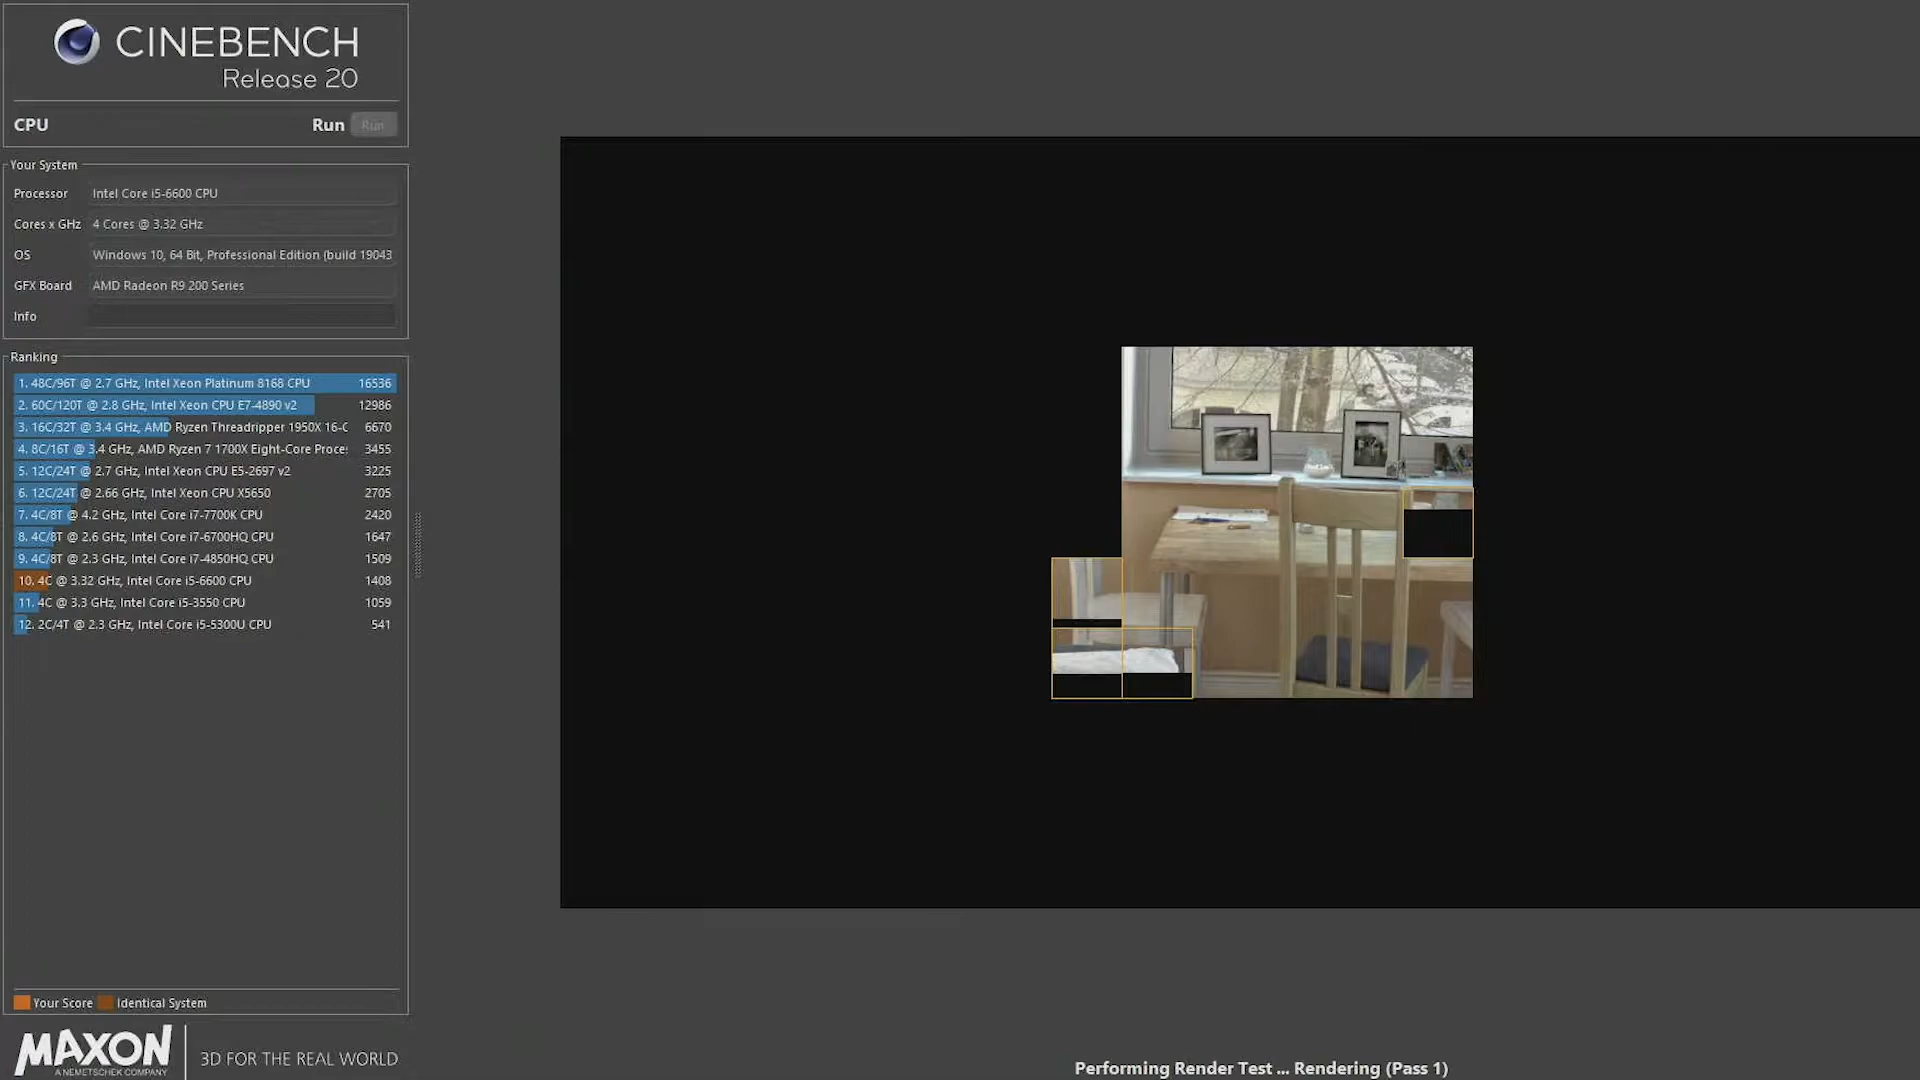 CINEBENCH
Release 20
CPU Run Run
Your System
Processor Intel Core i5-6600 CPU
Cores x GHz 4 Cores @ 3.32 GHz
OS Windows 10, 64 Bit, Professional Edition (build 19043
GFX Board AMD Radeon R9 200 Series
Info
Ranking
1. 48C/96T @ 2.7 GHz, Intel Xeon Platinum 8168 CPU 16536
2. 60C/120T @ 2.8 GHz, Intel Xeon CPU E7-4890 v2 12986
3. 16C/32T @ 3.4 GHz, AMD Ryzen Threadripper 1950X 16-C 6670
4. 8C/16T @ 3.4 GHz, AMD Ryzen 7 1700X Eight-Core Proce: 3455
5. 12C/24T @ 2.7 GHz, Intel Xeon CPU E5-2697 v2 3225
6. 12C/24T @ 2.66 GHz, Intel Xeon CPU X5650 2705
7. 4C/8T @ 4.2 GHz, Intel Core i7-7700K CPU 2420
8. 4C/8T @ 2.6 GHz, Intel Core i7-6700HQ CPU 1647
9. 4C/8T @ 2.3 GHz, Intel Core i7-4850HQ CPU 1509
10. 4C @ 3.32 GHz, Intel Core i5-6600 CPU 1408
11. 4C @ 3.3 GHz, Intel Core i5-3550 CPU 1059
12. 2C/4T @ 2.3 GHz, Intel Core i5-5300U CPU 541
Your Score Identical System
MAXON
A NEMETSCHEK COMPANY
3D FOR THE REAL WORLD
Performing Render Test ... Rendering (Pass 1)